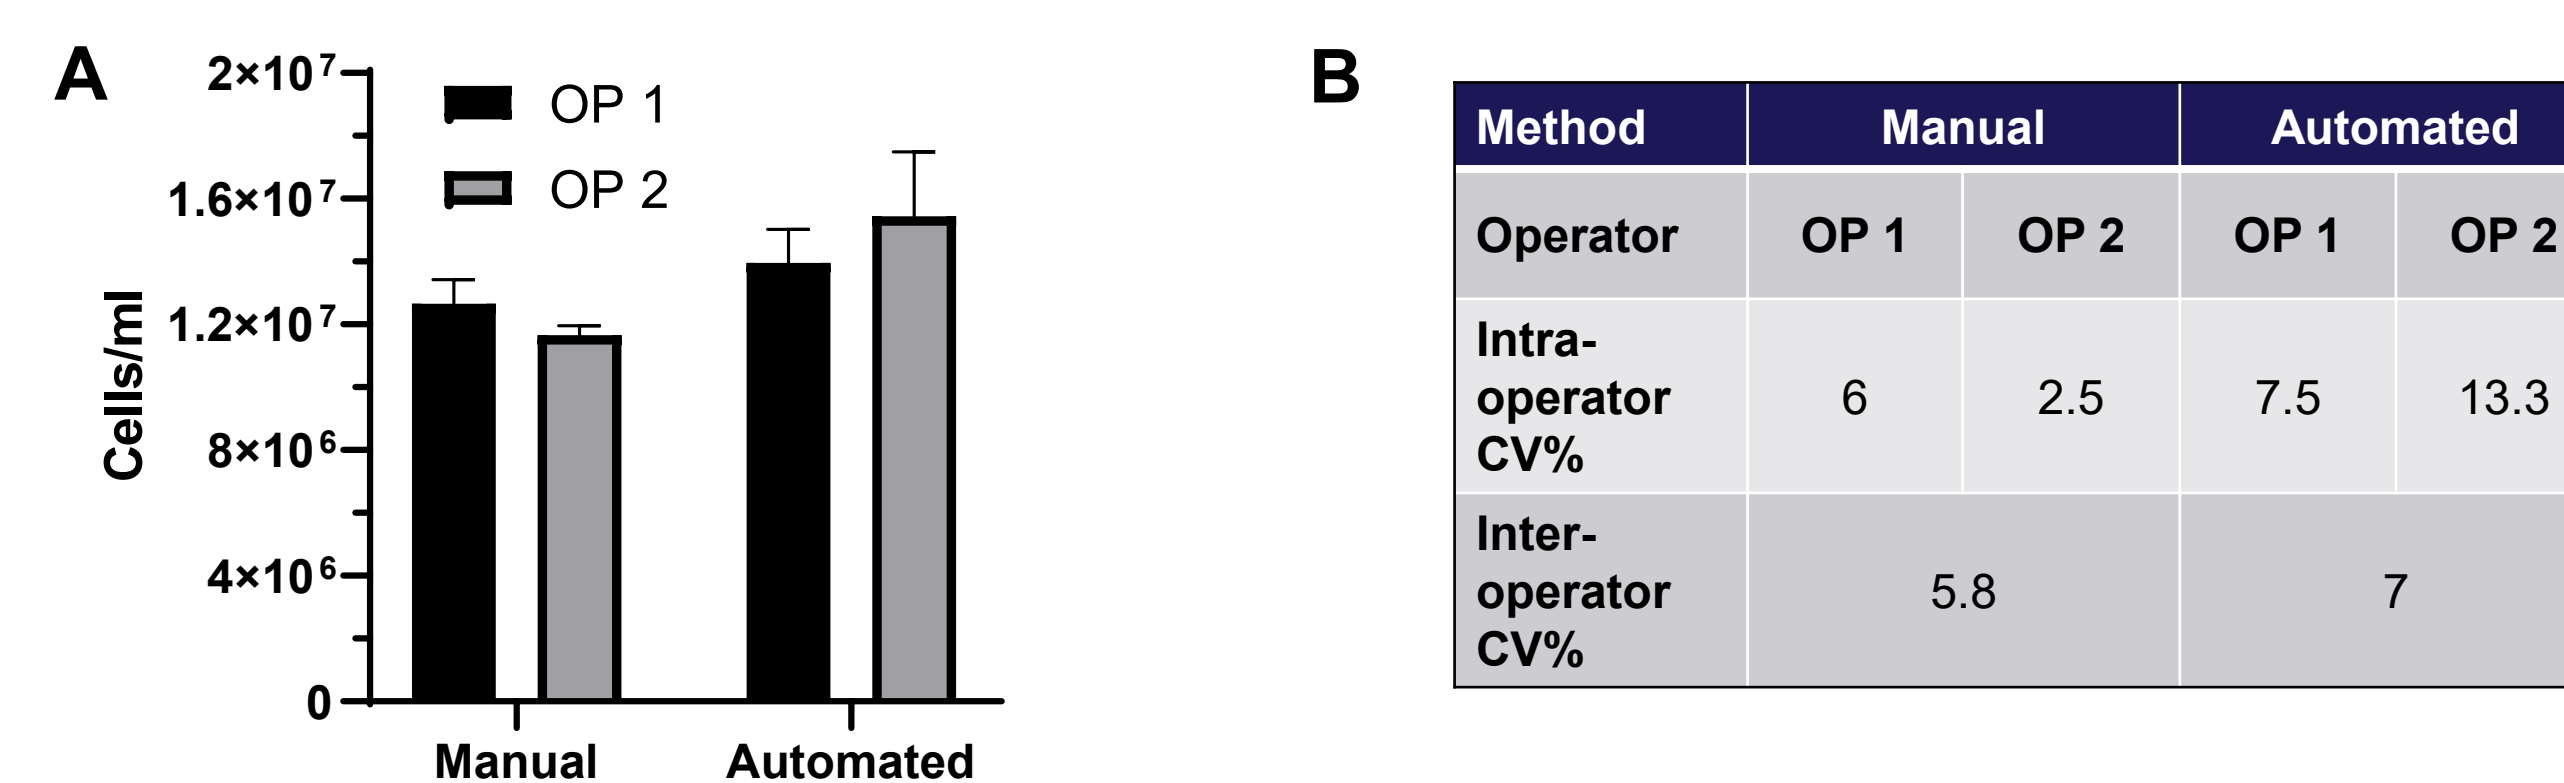 A
2×10⁷
1.6×10⁷
1.2×10⁷
8×10⁶
4×10⁶
0
Cells/ml
OP 1
OP 2
Manual Automated
B
Method Manual Automated
Operator OP 1 OP 2 OP 1 OP 2
Intra-
operator 6 2.5 7.5 13.3
CV%
Inter-
operator 5.8 7
CV%